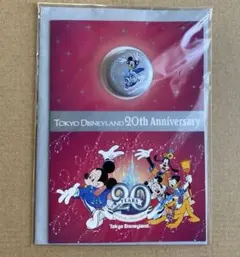 TOKYO DISNEYLAND 20th Anniversary
20
YEARS
Tokyo Disneyland